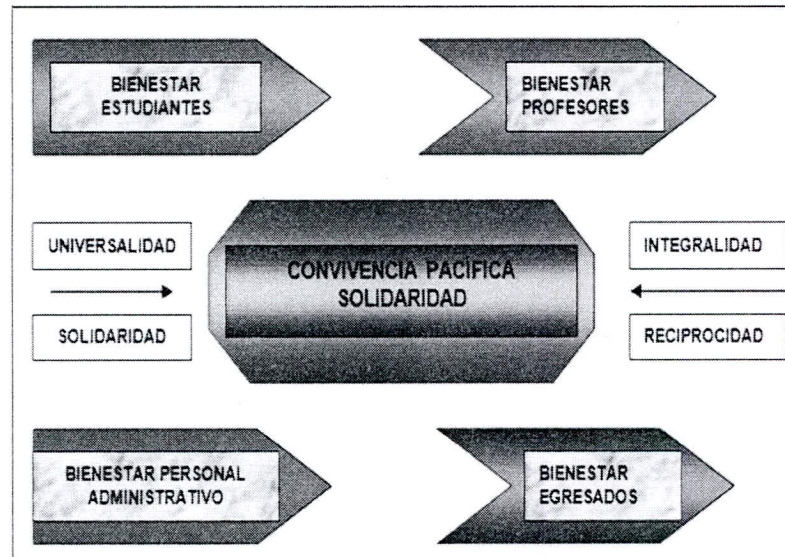 BIENESTAR
ESTUDIANTES
BIENESTAR
PROFESORES
UNIVERSALIDAD
CONVIVENCIA PACÍFICA
SOLIDARIDAD
INTEGRALIDAD
SOLIDARIDAD
RECIPROCIDAD
BIENESTAR PERSONAL
ADMINISTRATIVO
BIENESTAR
EGRESADOS